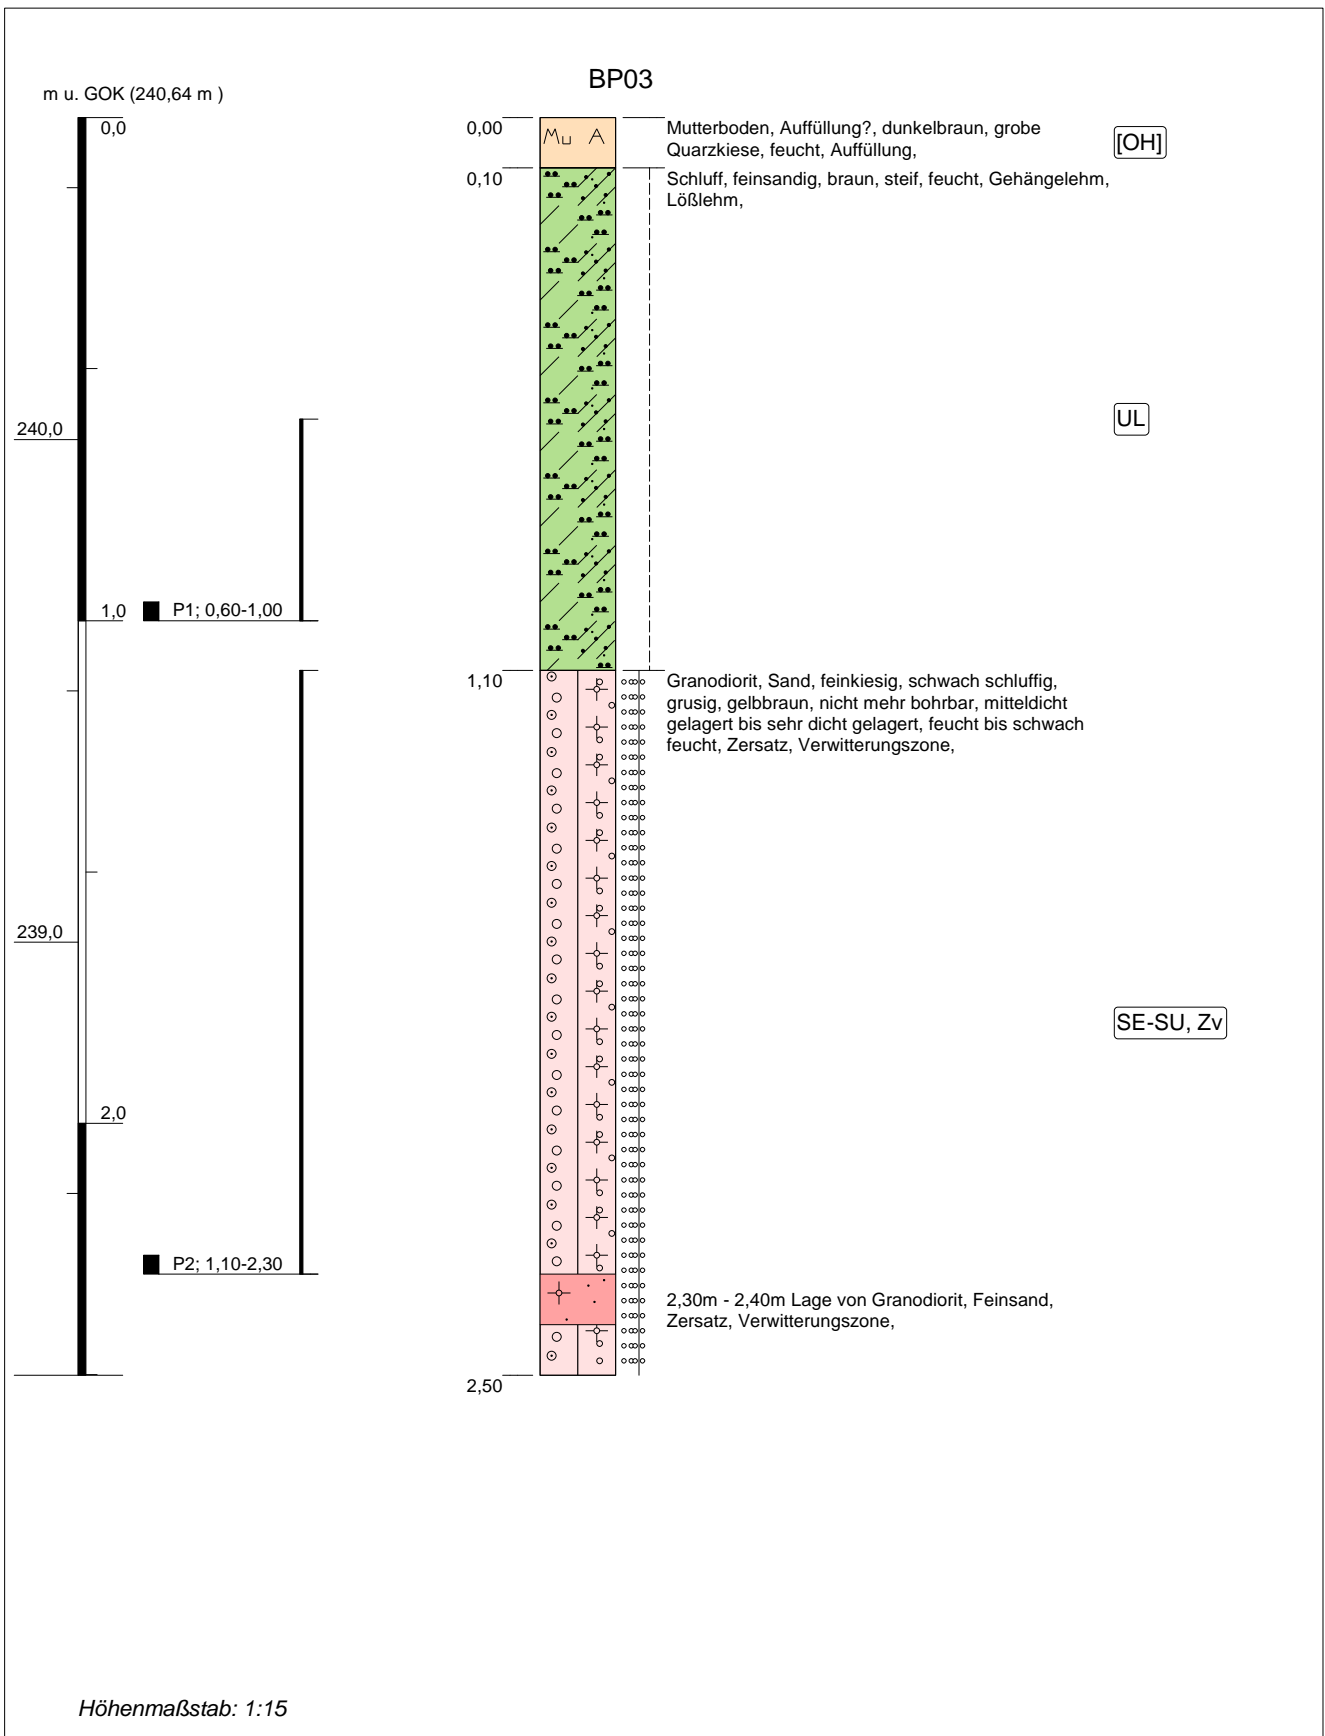 BP03
m u. GOK (240,64 m )
0,0
0,00
Mu A
Mutterboden, Auffüllung?, dunkelbraun, grobe
Quarzkiese, feucht, Auffüllung,
[OH]
0,10
Schluff, feinsandig, braun, steif, feucht, Gehängelehm,
Lößlehm,
UL
240,0
1,0
P1; 0,60-1,00
1,10
Granodiorit, Sand, feinkiesig, schwach schluffig,
grusig, gelbbraun, nicht mehr bohrbar, mitteldicht
gelagert bis sehr dicht gelagert, feucht bis schwach
feucht, Zersatz, Verwitterungszone,
239,0
SE-SU, Zv
2,0
P2; 1,10-2,30
2,30m - 2,40m Lage von Granodiorit, Feinsand,
Zersatz, Verwitterungszone,
2,50
Höhenmaßstab: 1:15